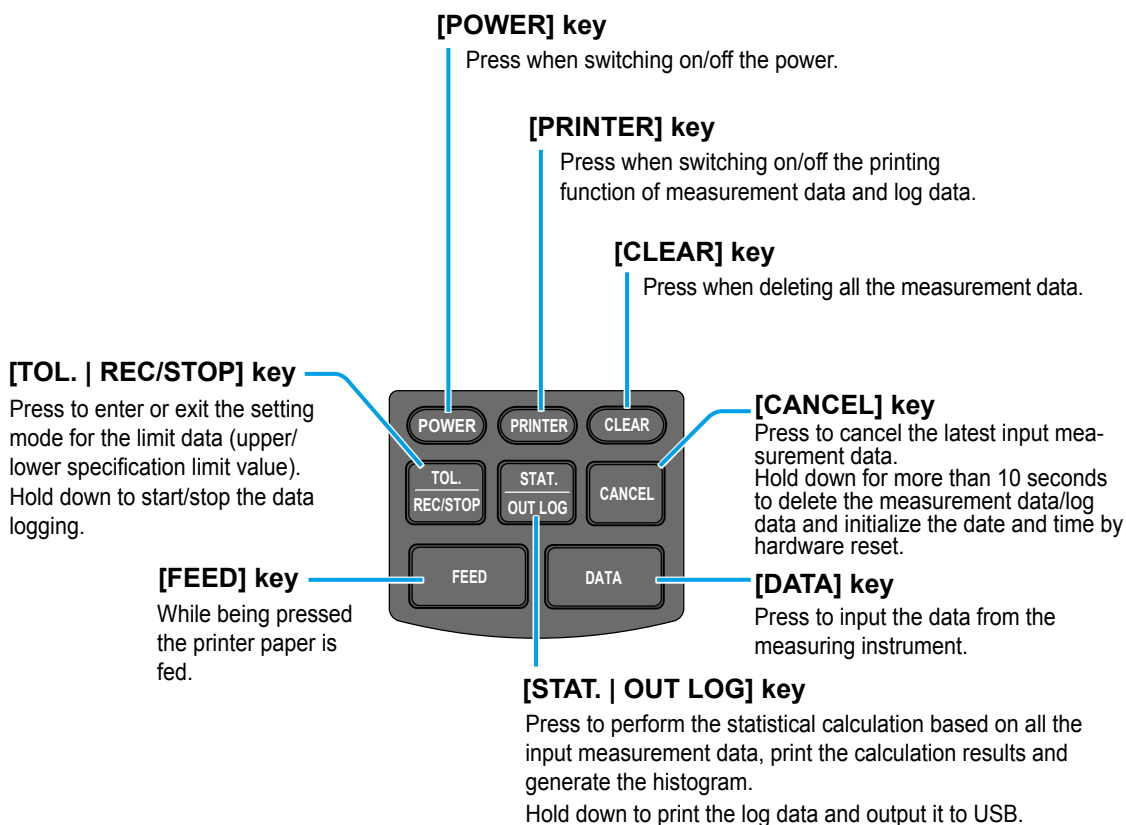 [POWER] key
Press when switching on/off the power.
[PRINTER] key
Press when switching on/off the printing
function of measurement data and log data.
[CLEAR] key
Press when deleting all the measurement data.
[TOL. | REC/STOP] key
Press to enter or exit the setting
mode for the limit data (upper/
lower specification limit value).
Hold down to start/stop the data
logging.
[FEED] key
While being pressed
the printer paper is
fed.
POWER
PRINTER
CLEAR
TOL.
REC/STOP
STAT.
OUT LOG
CANCEL
FEED
DATA
[CANCEL] key
Press to cancel the latest input mea-
surement data.
Hold down for more than 10 seconds
to delete the measurement data/log
data and initialize the date and time by
hardware reset.
[DATA] key
Press to input the data from the
measuring instrument.
[STAT. | OUT LOG] key
Press to perform the statistical calculation based on all the
input measurement data, print the calculation results and
generate the histogram.
Hold down to print the log data and output it to USB.